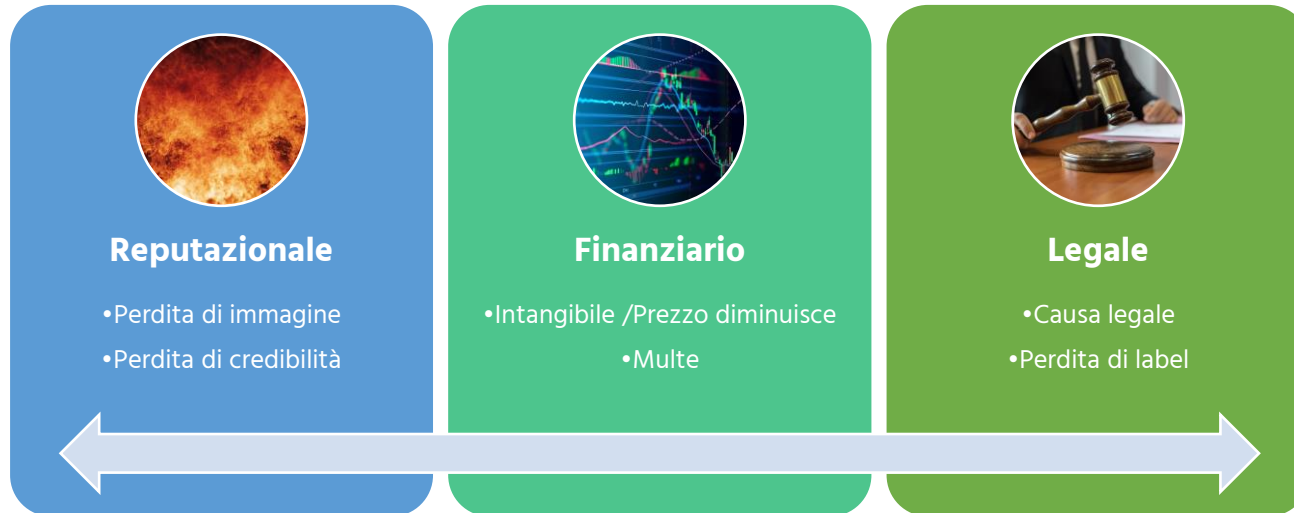 Reputazionale
•Perdita di immagine
•Perdita di credibilità
Finanziario
•Intangibile /Prezzo diminuisce
•Multe
Legale
•Causa legale
•Perdita di label